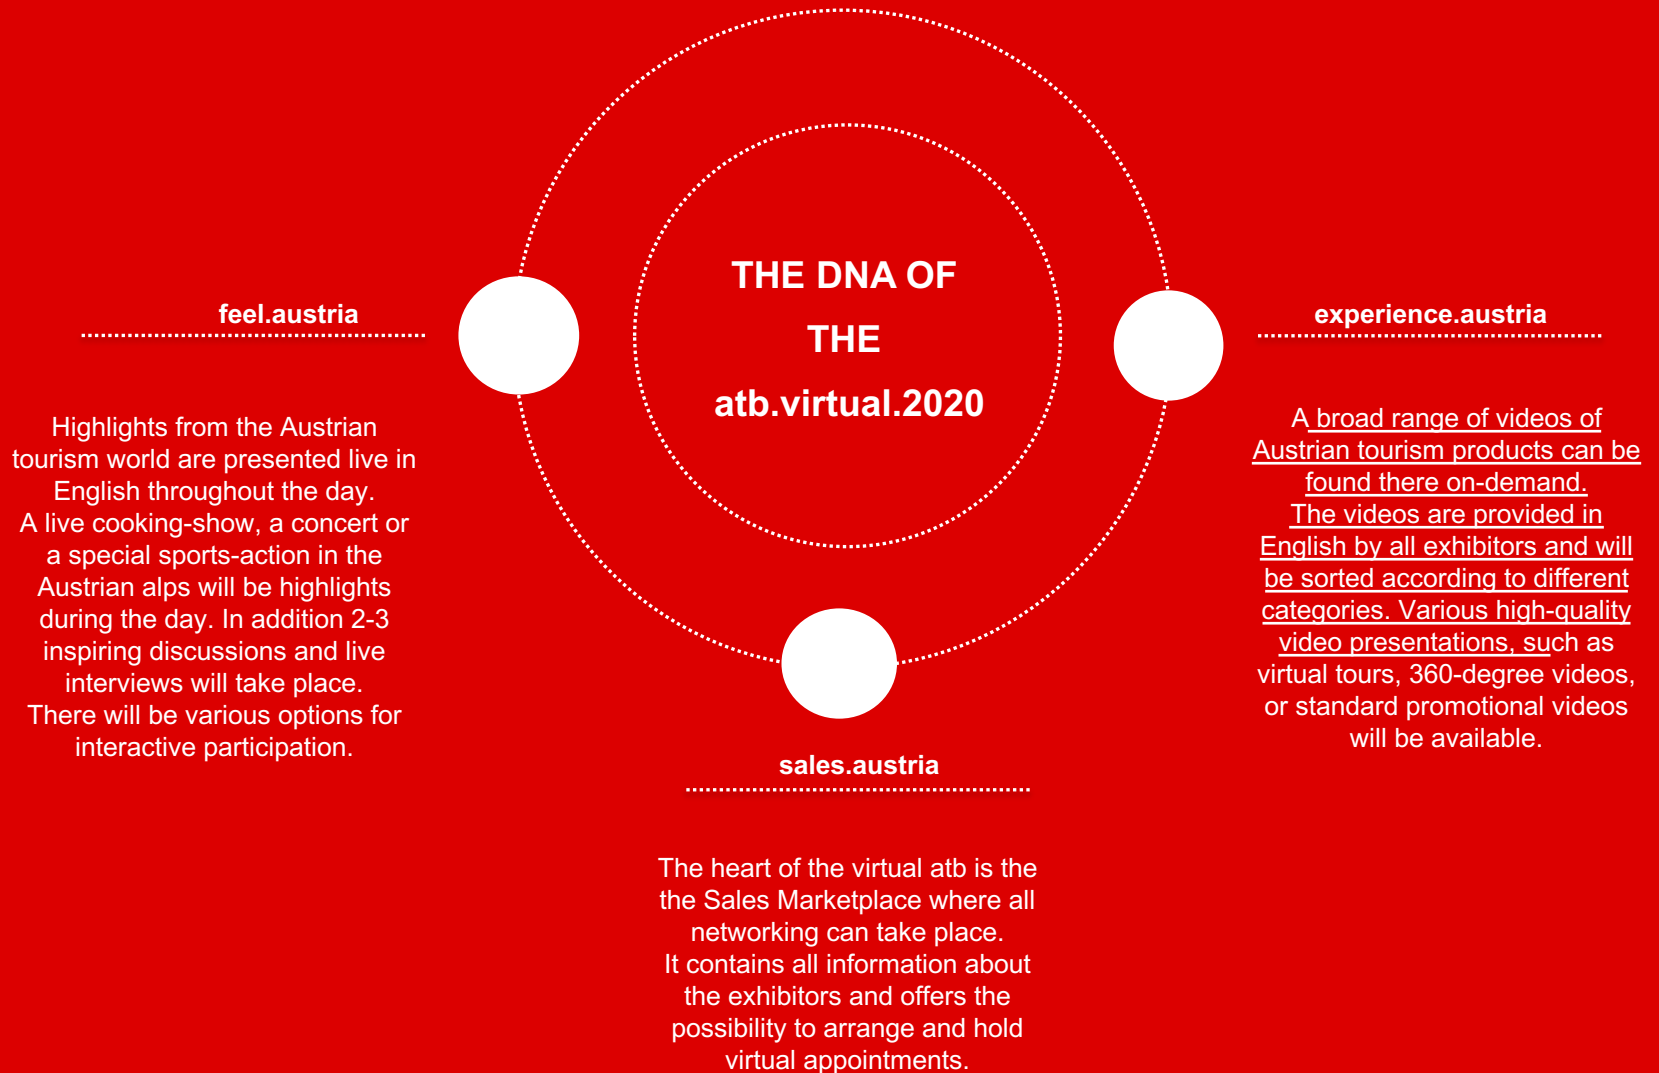 THE DNA OF
THE
atb.virtual.2020
feel.austria
Highlights from the Austrian
tourism world are presented live in
English throughout the day.
A live cooking-show, a concert or
a special sports-action in the
Austrian alps will be highlights
during the day. In addition 2-3
inspiring discussions and live
interviews will take place.
There will be various options for
interactive participation.
sales.austria
The heart of the virtual atb is the
the Sales Marketplace where all
networking can take place.
It contains all information about
the exhibitors and offers the
possibility to arrange and hold
virtual appointments.
experience.austria
A broad range of videos of
Austrian tourism products can be
found there on-demand.
The videos are provided in
English by all exhibitors and will
be sorted according to different
categories. Various high-quality
video presentations, such as
virtual tours, 360-degree videos,
or standard promotional videos
will be available.